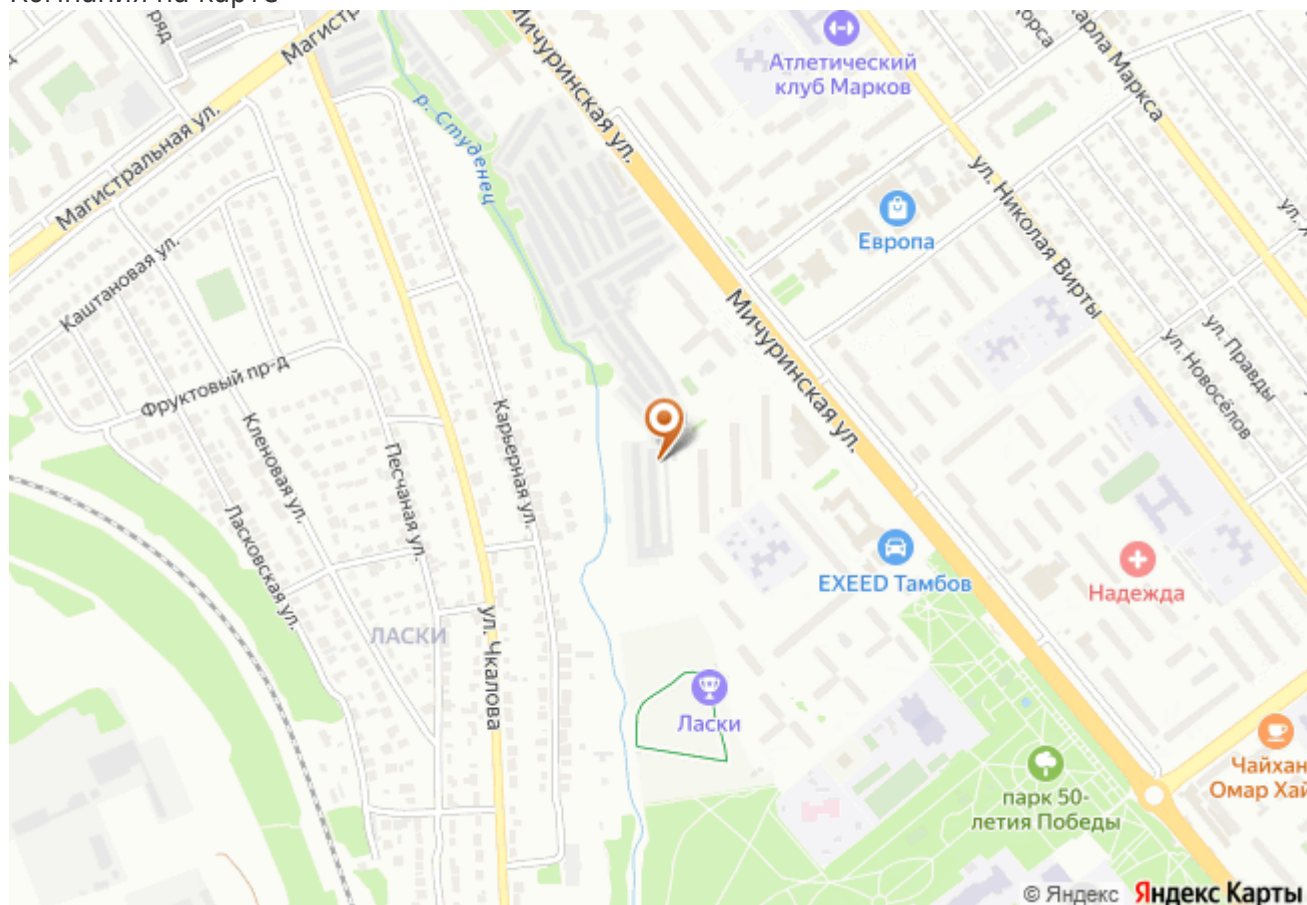 Магистральная ул.
р. Студенец
Мичуринская ул.
Атлетический
клуб Марков
Карла Маркса
ул. Николая Вирты
Европа
Каштановая ул.
Фруктовый пр-д
Кленовая ул.
Ласковская ул.
Песчаная ул.
Карьерная ул.
Мичуринская ул.
ул. Правды
ул. Новосёлов
EXEED Тамбов
Надежда
ЛАСКИ
ул. Чкалова
Ласки
парк 50-
летия Победы
Чайхан
Омар Хай
© Яндекс Яндекс Карты